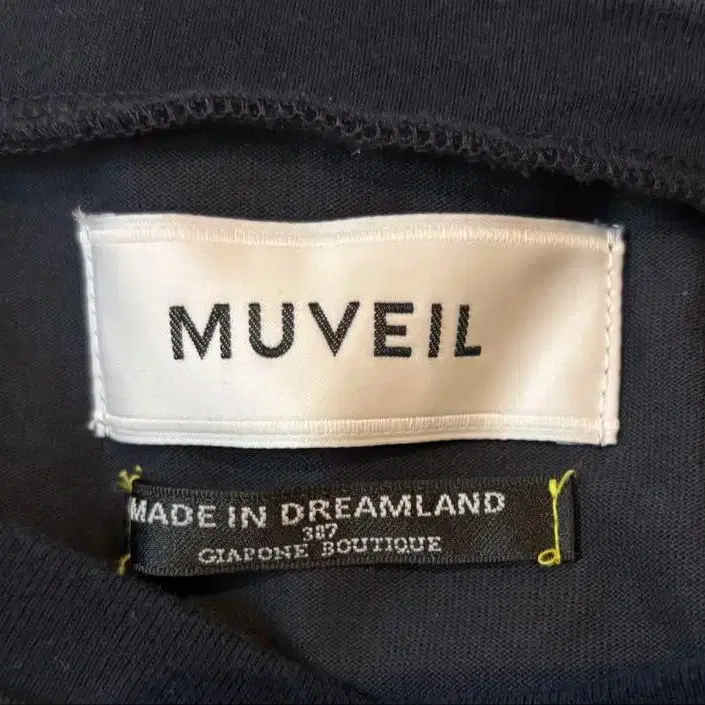 MUVEIL
MADE IN DREAMLAND
387
GIAPONE BOUTIQUE